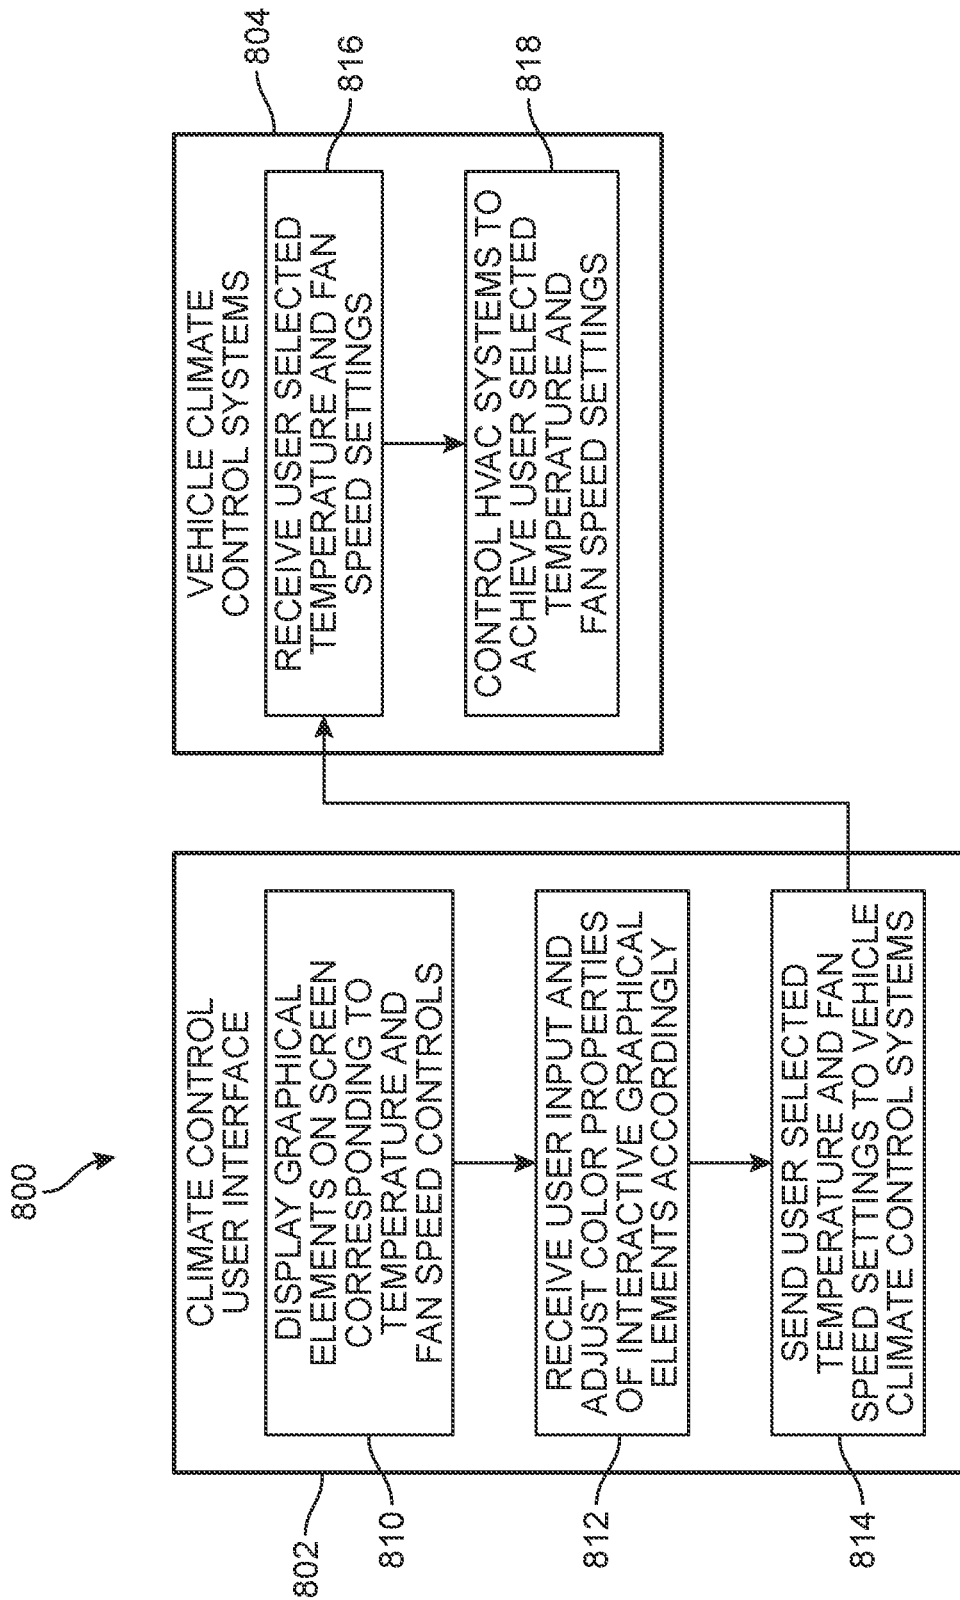 800
802
CLIMATE CONTROL
USER INTERFACE
810
DISPLAY GRAPHICAL
ELEMENTS ON SCREEN
CORRESPONDING TO
TEMPERATURE AND
FAN SPEED CONTROLS
812
RECEIVE USER INPUT AND
ADJUST COLOR PROPERTIES
OF INTERACTIVE GRAPHICAL
ELEMENTS ACCORDINGLY
814
SEND USER SELECTED
TEMPERATURE AND FAN
SPEED SETTINGS TO VEHICLE
CLIMATE CONTROL SYSTEMS
804
VEHICLE CLIMATE
CONTROL SYSTEMS
816
RECEIVE USER SELECTED
TEMPERATURE AND FAN
SPEED SETTINGS
818
CONTROL HVAC SYSTEMS TO
ACHIEVE USER SELECTED
TEMPERATURE AND
FAN SPEED SETTINGS